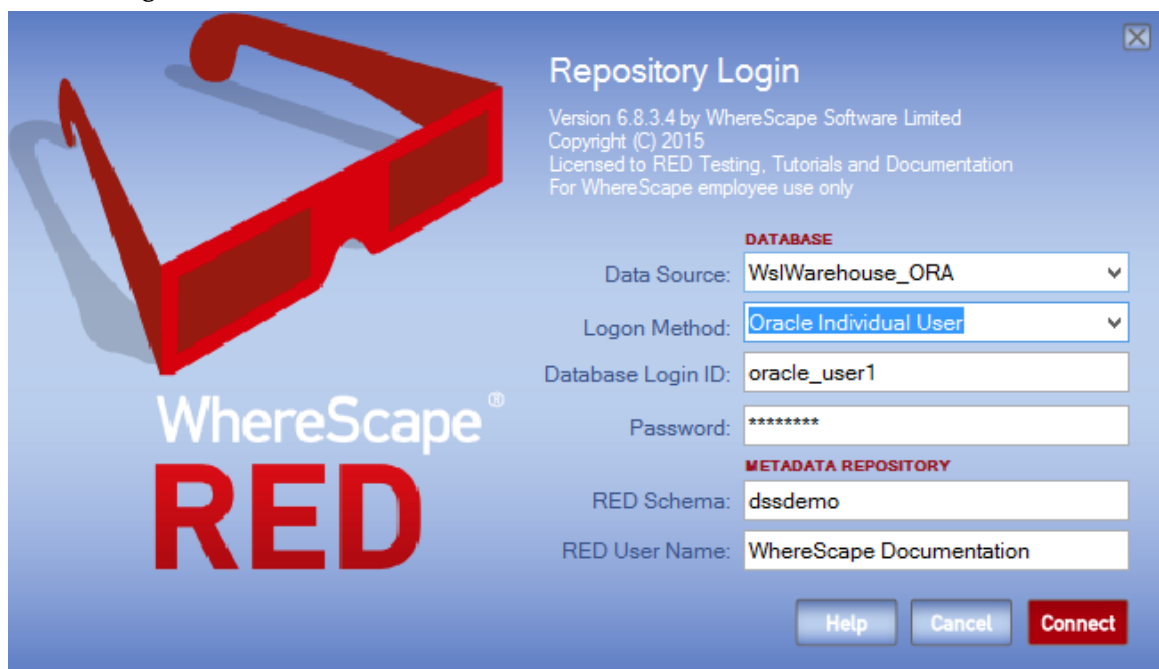 Repository Login
Version 6.8.3.4 by WhereScape Software Limited
Copyright (C) 2015
Licensed to RED Testing, Tutorials and Documentation
For WhereScape employee use only
DATABASE
Data Source: WslWarehouse_ORA
Logon Method: Oracle Individual User
Database Login ID: oracle_user1
Password: ********
METADATA REPOSITORY
RED Schema: dssdemo
RED User Name: WhereScape Documentation
WhereScape®
RED
Help Cancel Connect